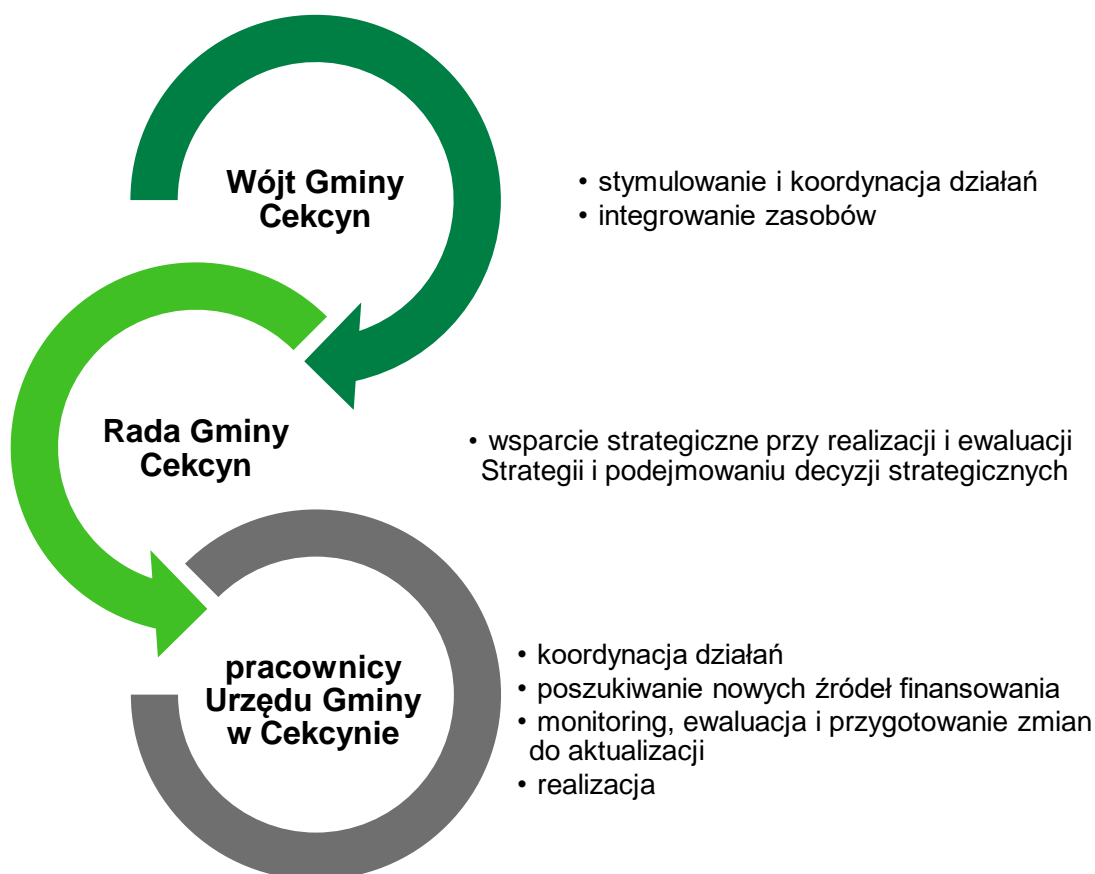 Wójt Gminy
Cekcyn
• stymulowanie i koordynacja działań
• integrowanie zasobów
Rada Gminy
Cekcyn
• wsparcie strategiczne przy realizacji i ewaluacji
Strategii i podejmowaniu decyzji strategicznych
pracownicy
Urzędu Gminy
w Cekcynie
• koordynacja działań
• poszukiwanie nowych źródeł finansowania
• monitoring, ewaluacja i przygotowanie zmian
do aktualizacji
• realizacja